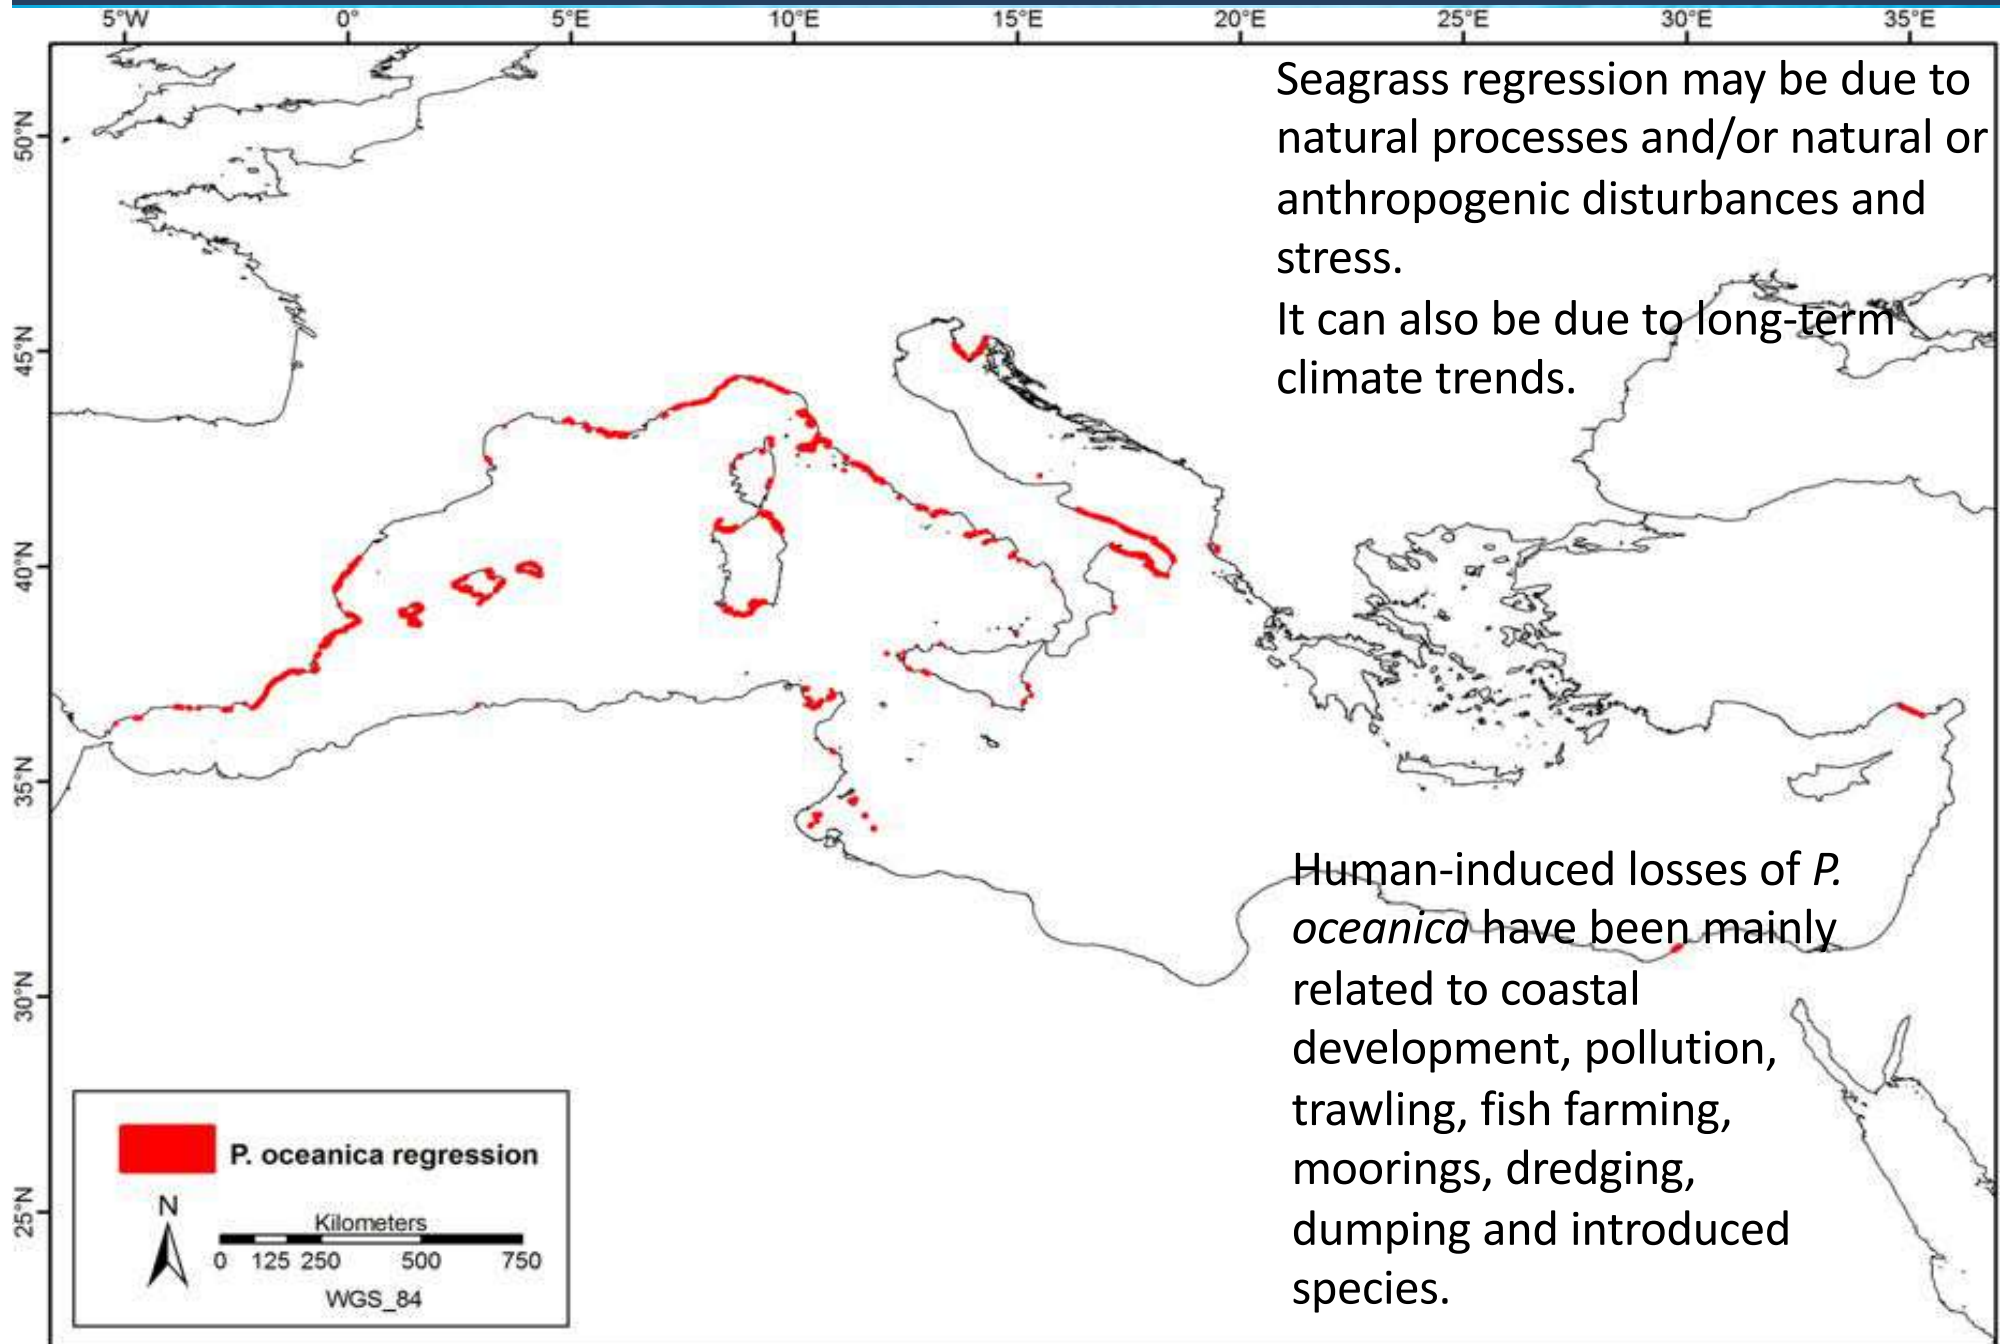 5°W 0° 5°E 10°E 15°E 20°E 25°E 30°E 35°E
50°N
45°N
40°N
35°N
30°N
25°N
Seagrass regression may be due to
natural processes and/or natural or
anthropogenic disturbances and
stress.
It can also be due to long-term
climate trends.
Human-induced losses of P.
oceanica have been mainly
related to coastal
development, pollution,
trawling, fish farming,
moorings, dredging,
dumping and introduced
species.
P. oceanica regression
N
Kilometers
0 125 250 500 750
WGS_84